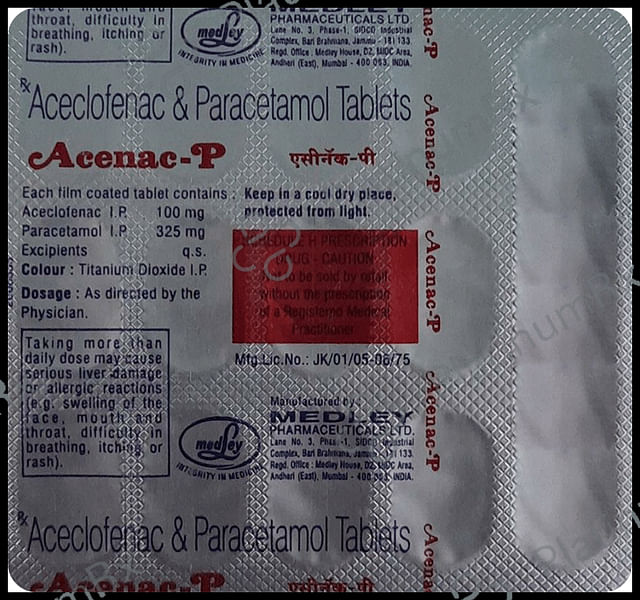 throat, difficulty in
breathing, itching or
rash).
medley
INTEGRITY IN MEDICINE
MEDLEY
PHARMACEUTICALS LTD.
Lane No. 3, Phase-1, SIDCO Industrial
Complex, Bari Brahmana, Jammu - 181 133.
Regd. Office : Medley House, D2, MIDC Area,
Andheri (East), Mumbai - 400 093, INDIA.
Rx
Aceclofenac & Paracetamol Tablets
Acenac-P
एसीनॅक-पी
Each film coated tablet contains :
Aceclofenac I.P. 100 mg
Paracetamol I.P. 325 mg
Excipients q.s.
Colour : Titanium Dioxide I.P.
Dosage : As directed by the
Physician.
Keep in a cool dry place,
protected from light.
SCHEDULE H PRESCRIPTION
DRUG - CAUTION
to be sold by retail
without the prescription
of a Registered Medical
Practitioner
Mfg.Lic.No.: JK/01/05-06/75
Taking more than
daily dose may cause
serious liver damage
or allergic reactions
(e.g. swelling of the
face, mouth and
throat, difficulty in
breathing, itching or
rash).
medley
INTEGRITY IN MEDICINE
Manufactured by
MEDLEY
PHARMACEUTICALS LTD.
Lane No. 3, Phase-1, SIDCO Industrial
Complex, Bari Brahmana, Jammu - 181 133.
Regd. Office : Medley House, D2, MIDC Area,
Andheri (East), Mumbai - 400 093, INDIA.
Rx
Aceclofenac & Paracetamol Tablets
Acenac-P
एसीनॅक-पी
Acenac-P
Acenac-P
Acenac-P